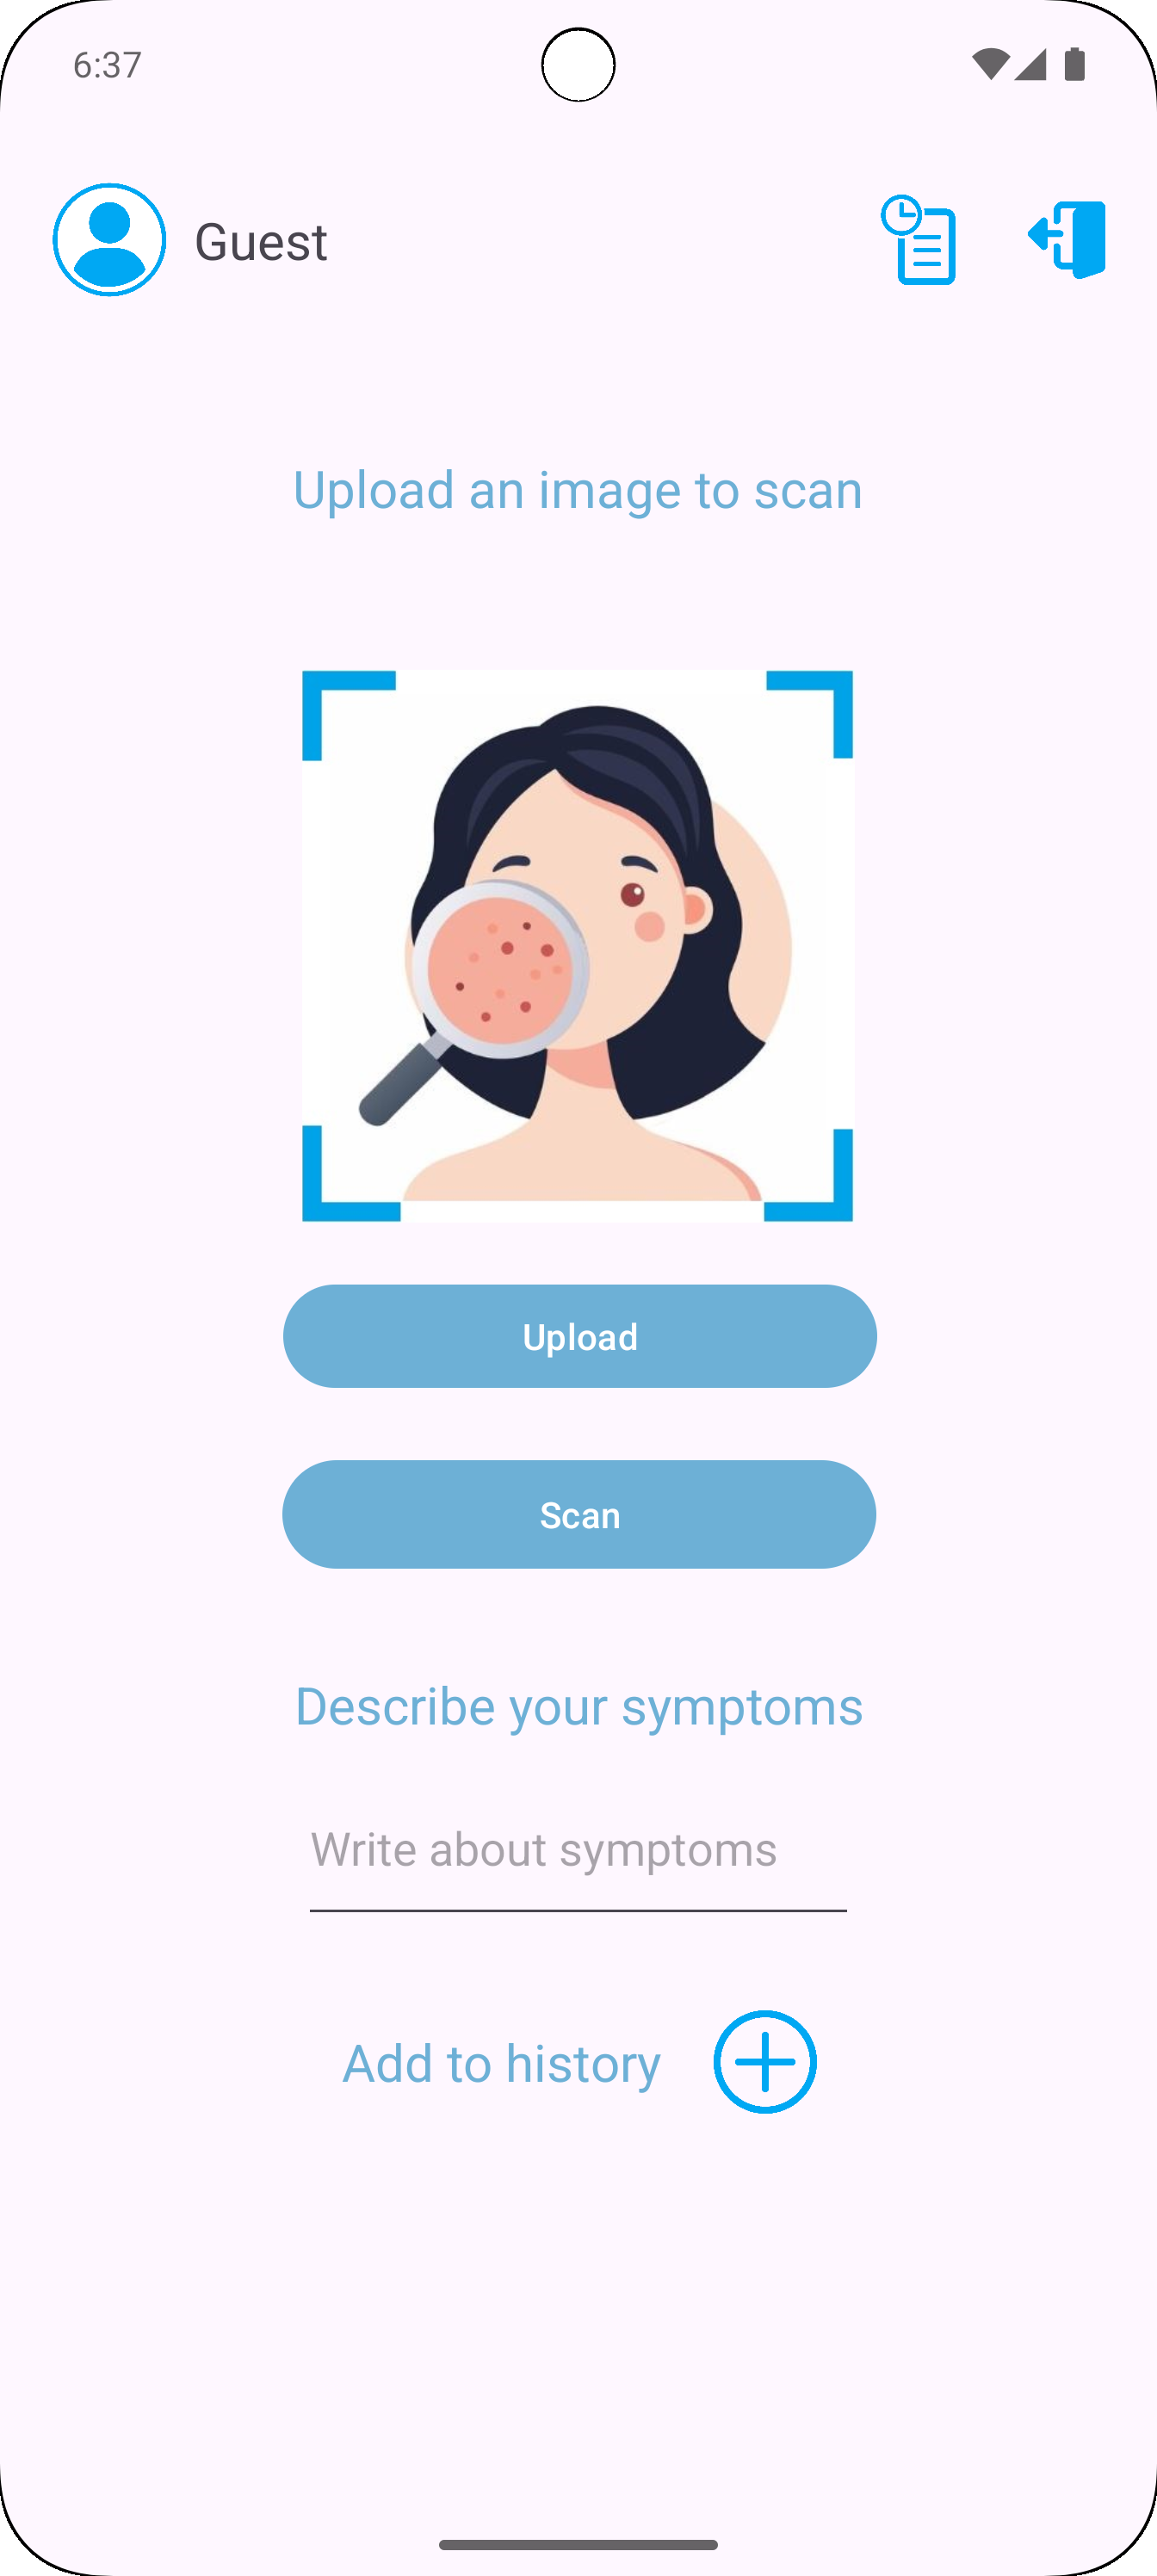 6:37
Guest
Upload an image to scan
Upload
Scan
Describe your symptoms
Write about symptoms
Add to history